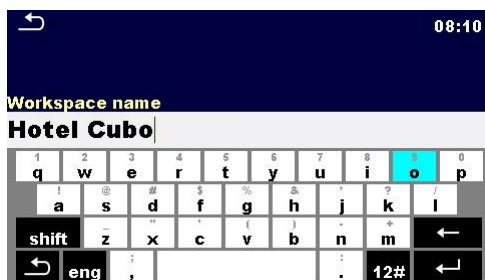 08:10
Workspace name
Hotel Cubo
1 2 3 4 5 6 7 8 9 0
q w e r t y u i o p
! @ # $ % & * ? /
a s d f g h j k l
- " ' ( ) +
shift z x c v b n m ←
; :
eng , . 12#